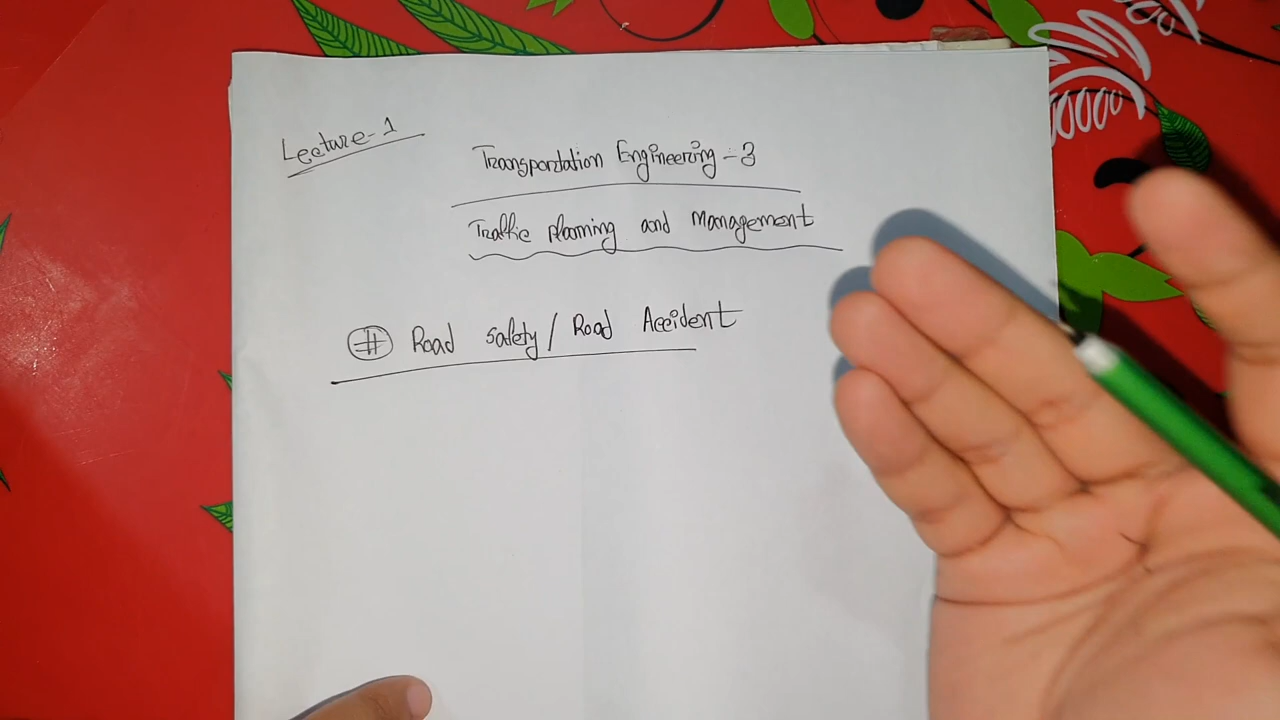 Lecture-1
Transportation Engineering-3
Traffic planning and Management
# Road Safety/Road Accident